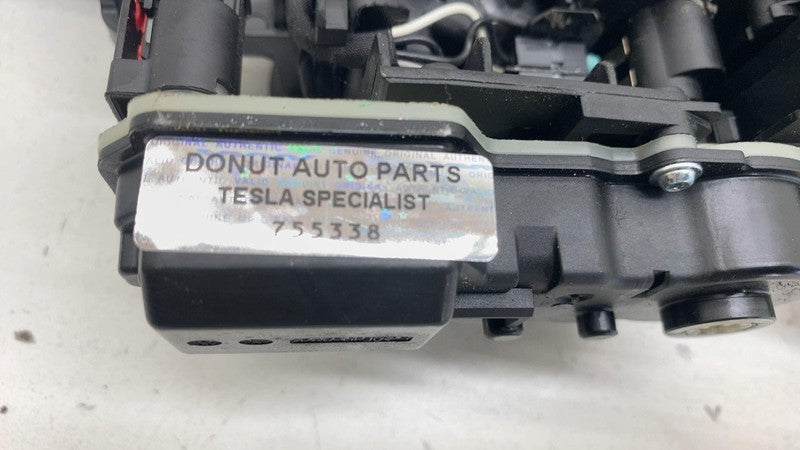 DONUT AUTO PARTS
TESLA SPECIALIST
755338